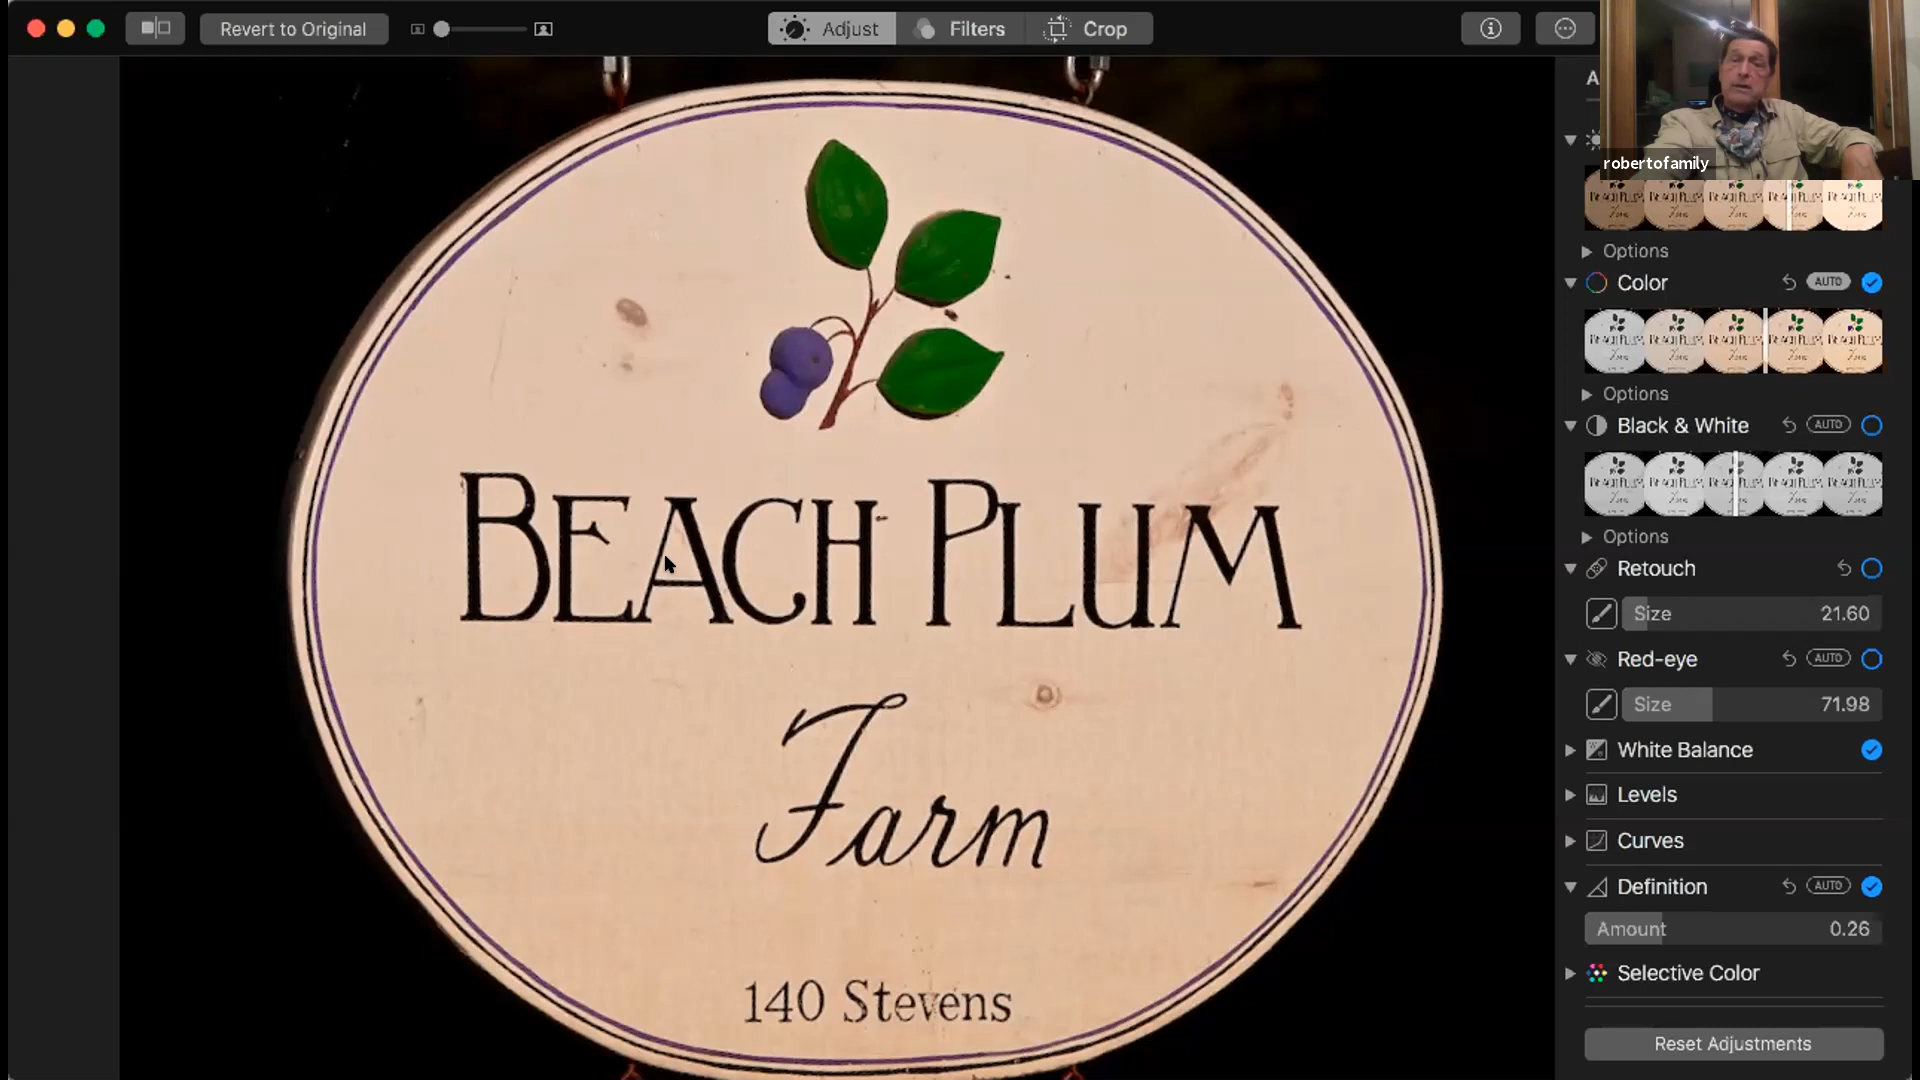 Revert to Original
Adjust
Filters
Crop
robertofamily
Options
Color
AUTO
Options
Black & White
AUTO
Options
Retouch
Size 21.60
Red-eye
AUTO
Size 71.98
White Balance
Levels
Curves
Definition
AUTO
Amount 0.26
Selective Color
Reset Adjustments
BEACH PLUM
Farm
140 Stevens